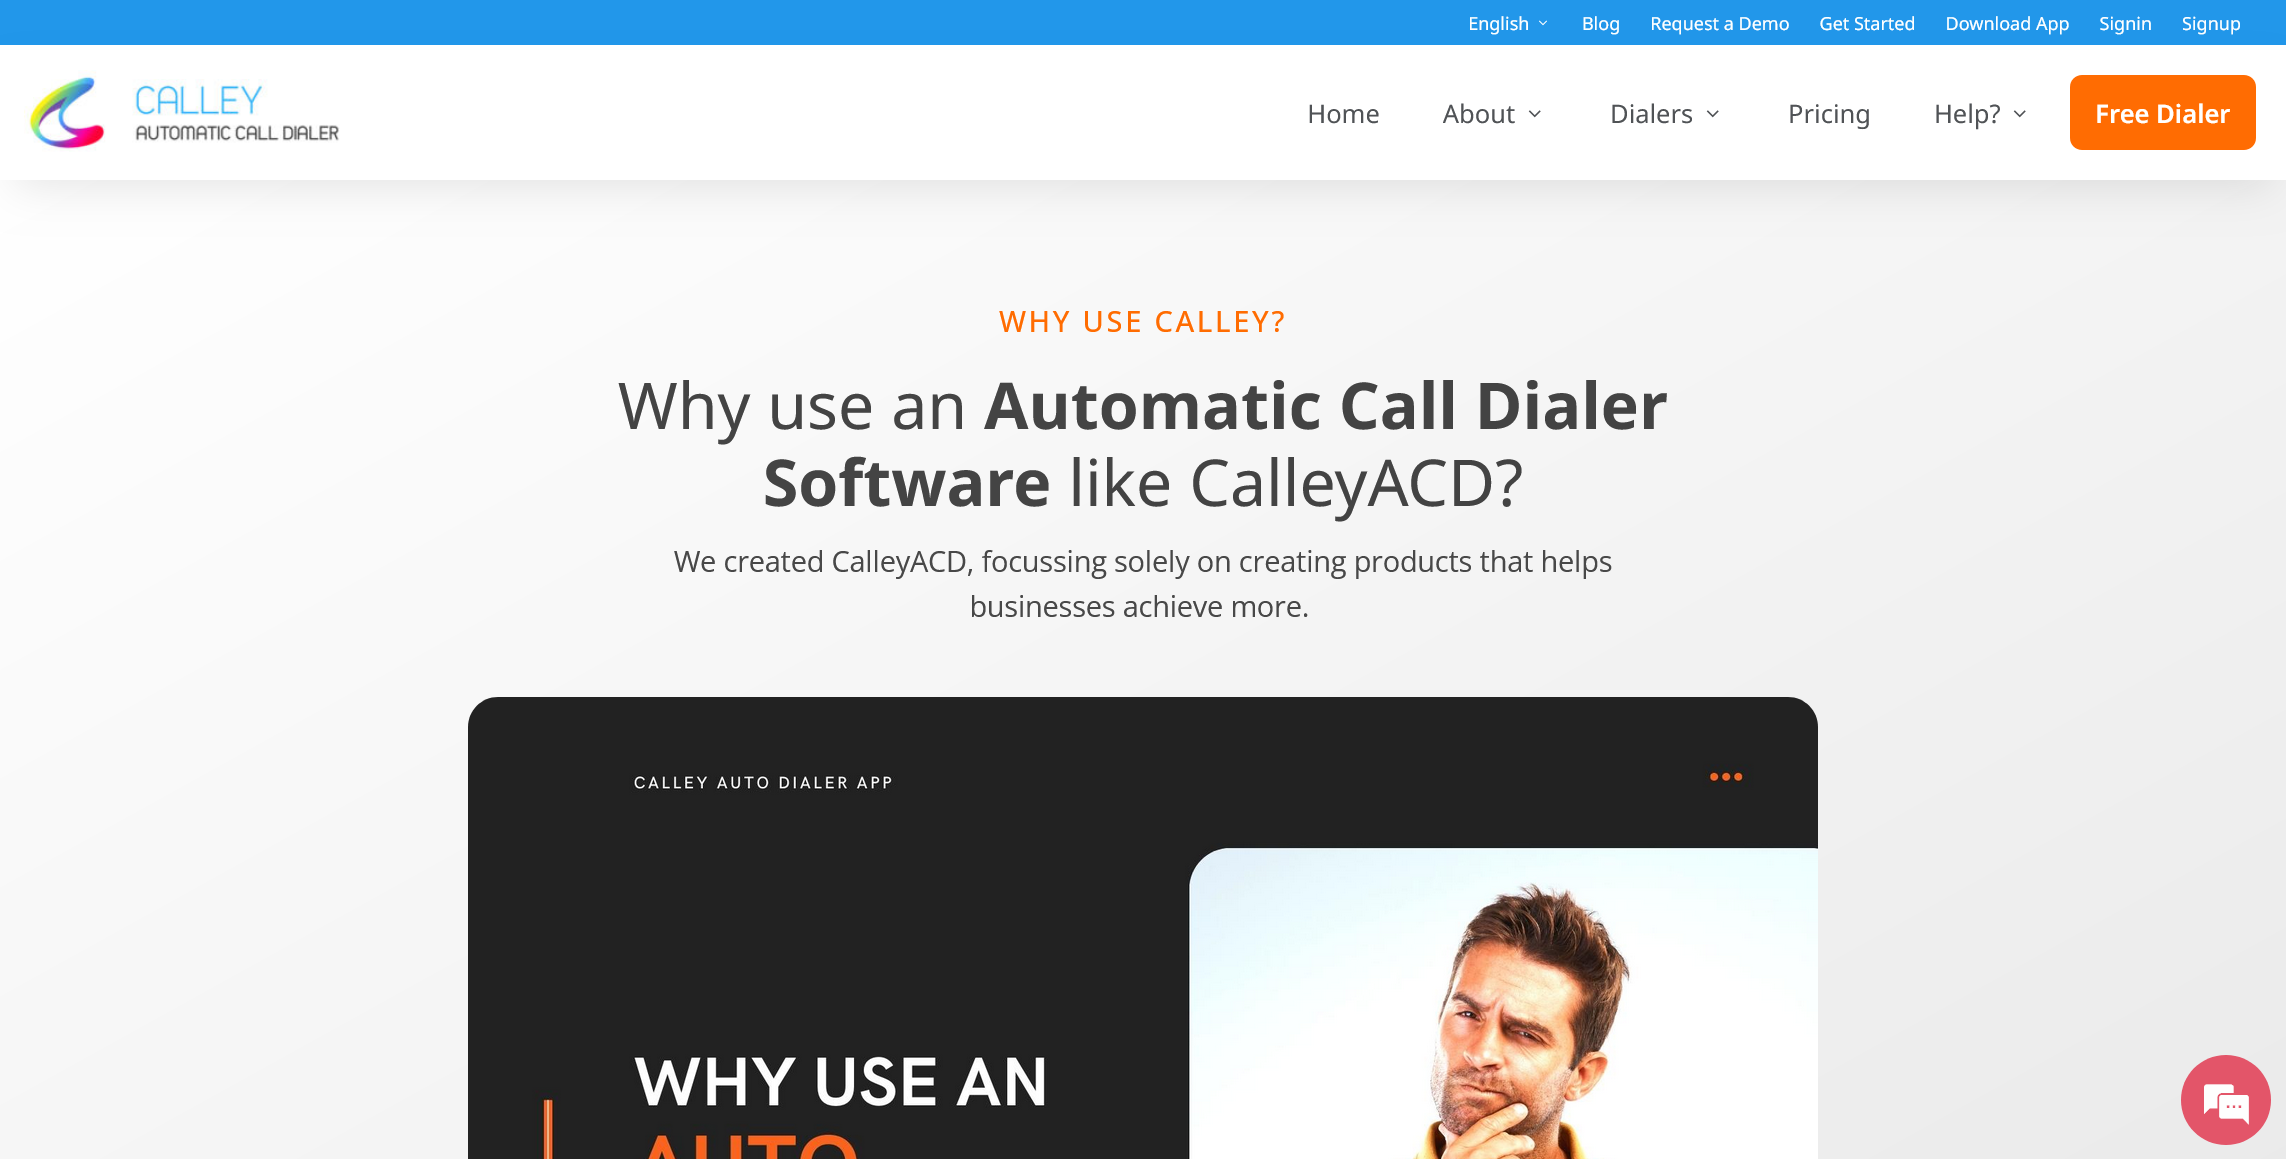 English
Blog
Request a Demo
Get Started
Download App
Signin
Signup
CALLEY
AUTOMATIC CALL DIALER
Home
About
Dialers
Pricing
Help?
Free Dialer
WHY USE CALLEY?
Why use an Automatic Call Dialer
Software like CalleyACD?
We created CalleyACD, focussing solely on creating products that helps
businesses achieve more.
CALLEY AUTO DIALER APP
WHY USE AN
AUTO